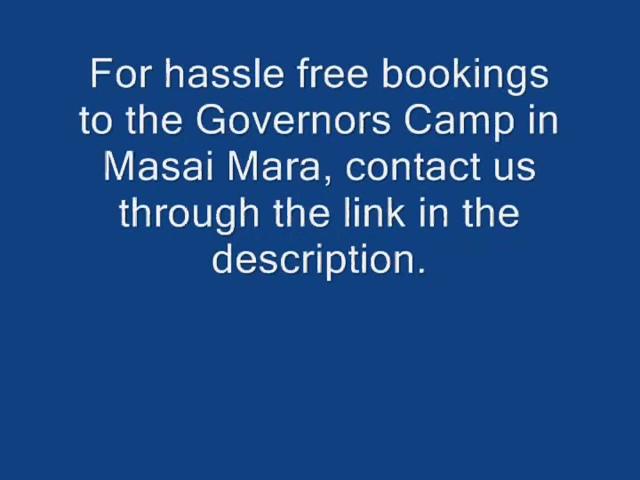 For hassle free bookings
to the Governors Camp in
Masai Mara, contact us
through the link in the
description.